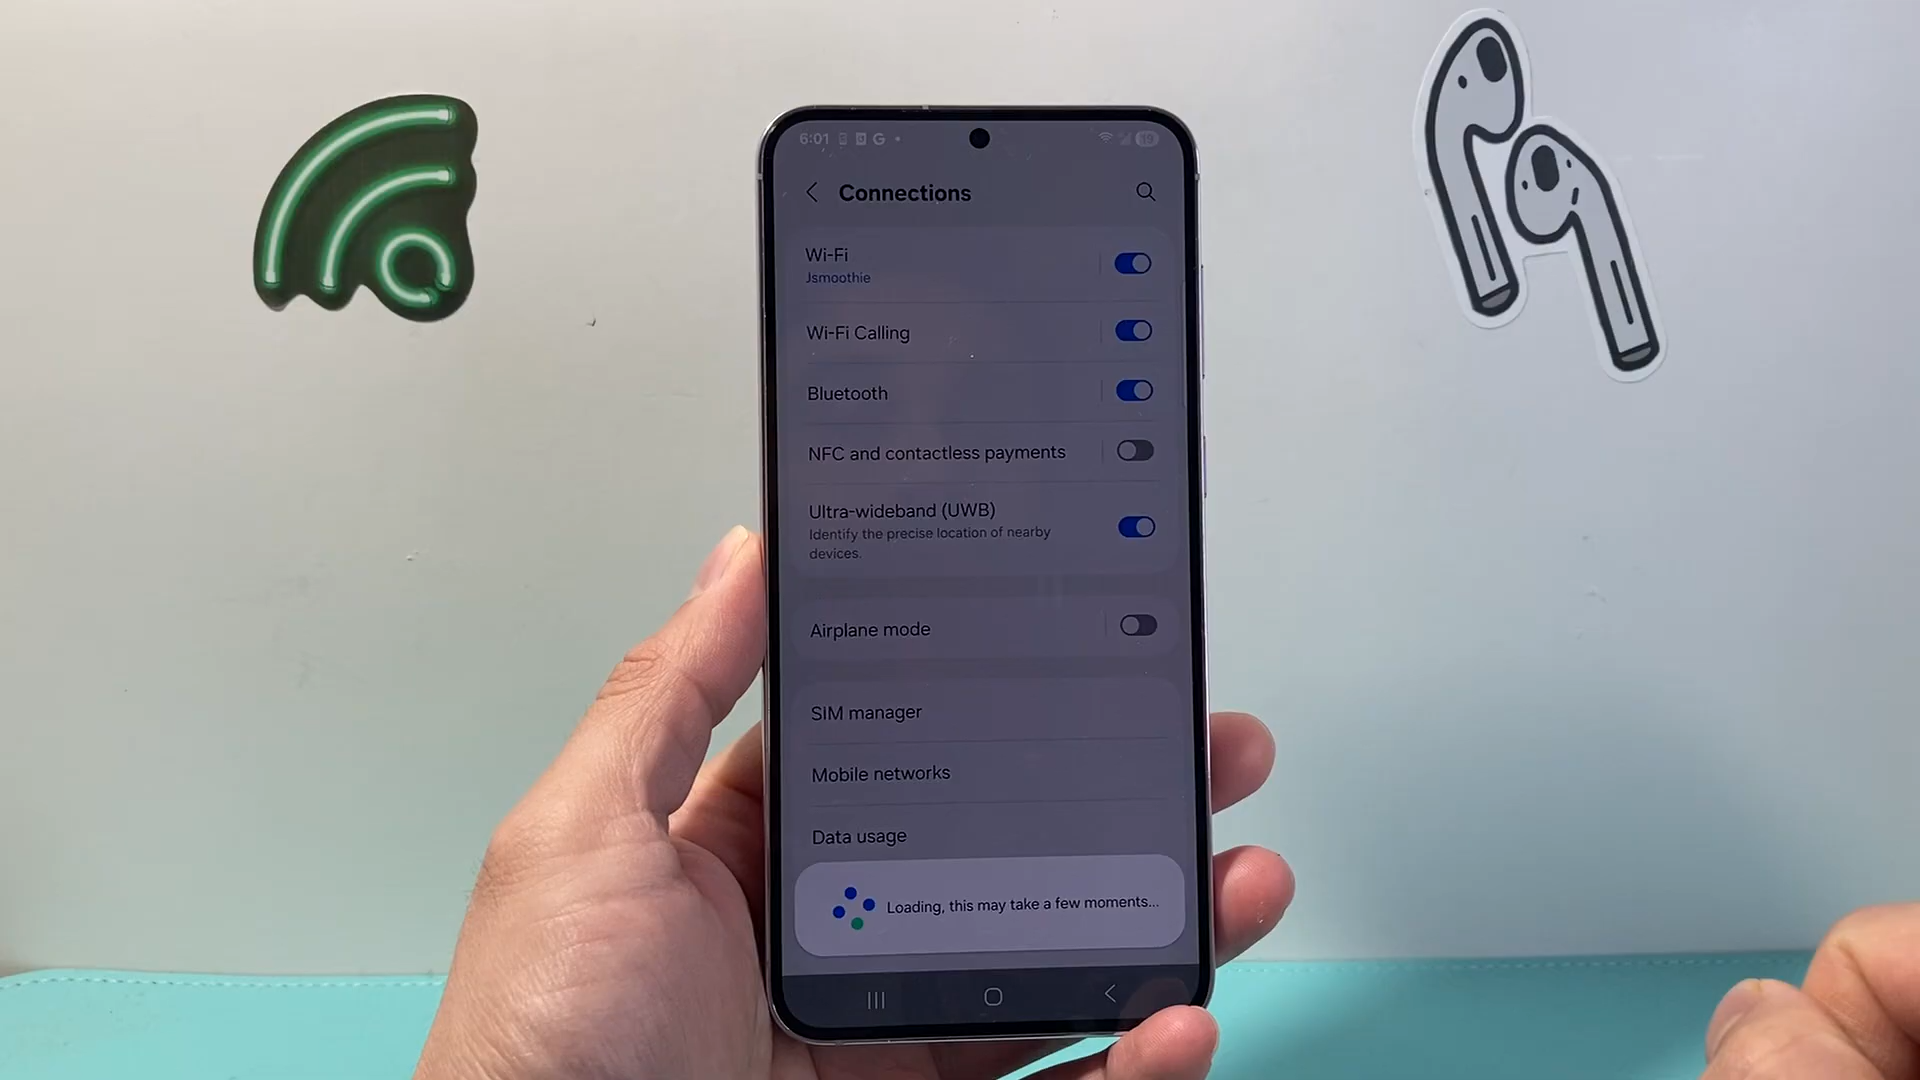 6:01 G
Connections
Wi-Fi
Jsmoothie
Wi-Fi Calling
Bluetooth
NFC and contactless payments
Ultra-wideband (UWB)
Identify the precise location of nearby
devices.
Airplane mode
SIM manager
Mobile networks
Data usage
Loading, this may take a few moments...